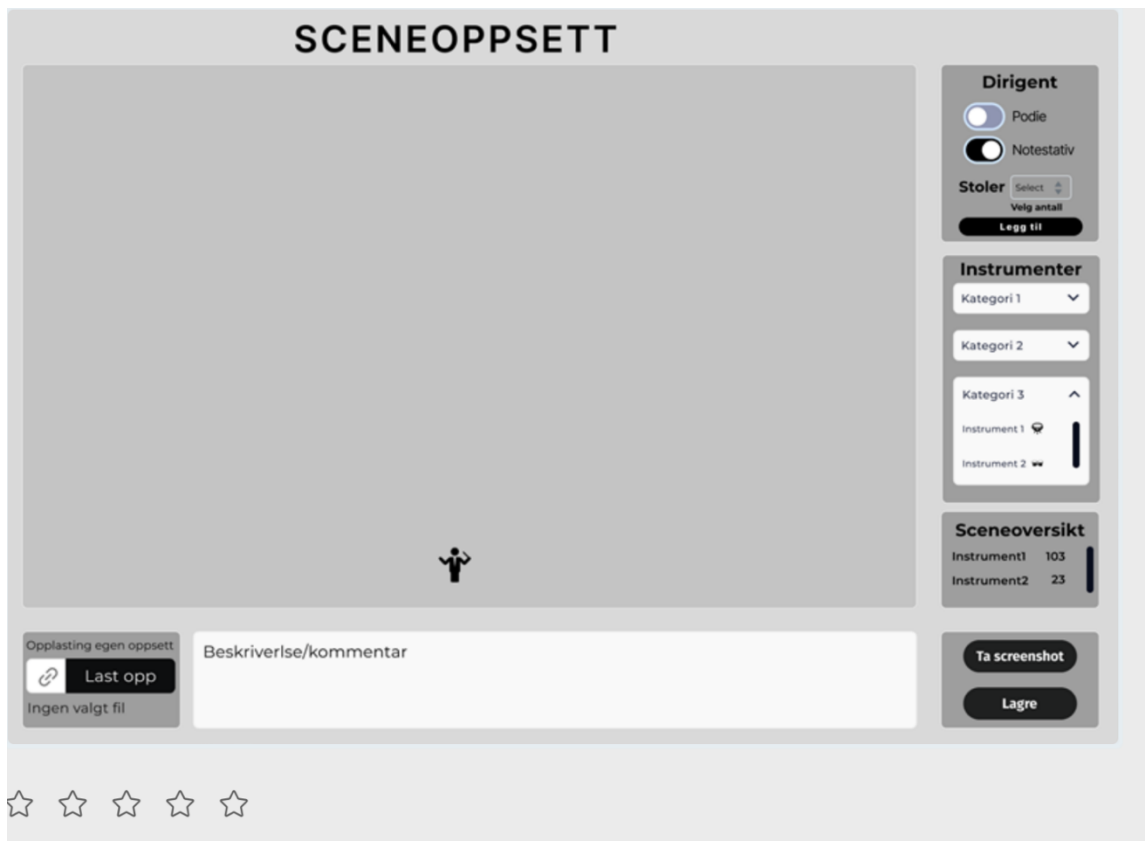 SCENEOPPSETT
Dirigent
Podie
Notestativ
Stoler Select
Velg antall
Legg til
Instrumenter
Kategori 1
Kategori 2
Kategori 3
Instrument 1
Instrument 2
Sceneoversikt
Instrument1 103
Instrument2 23
Opplasting egen oppsett
Last opp
Ingen valgt fil
Beskriverlse/kommentar
Ta screenshot
Lagre